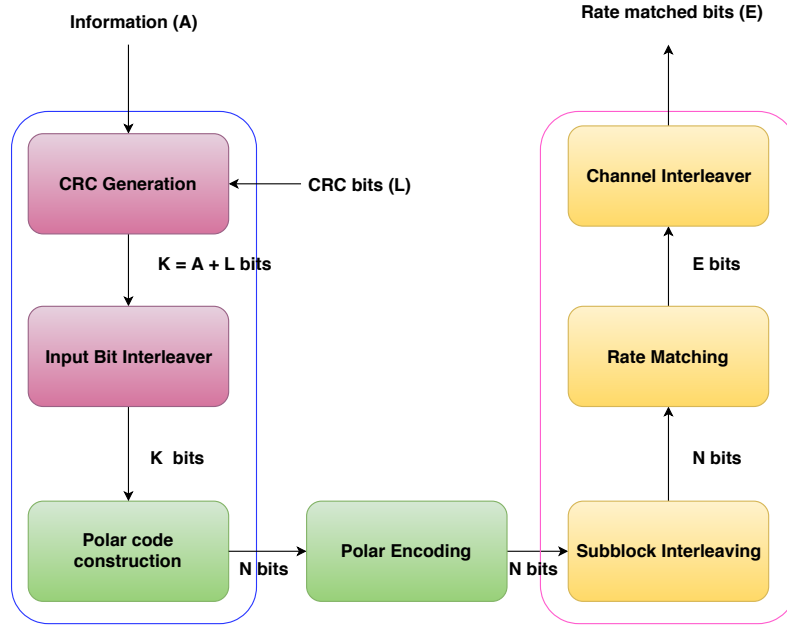 Information (A)
Rate matched bits (E)
CRC Generation
CRC bits (L)
Channel Interleaver
K = A + L bits
E bits
Input Bit Interleaver
Rate Matching
K bits
N bits
Polar code
construction
N bits
Polar Encoding
N bits
Subblock Interleaving